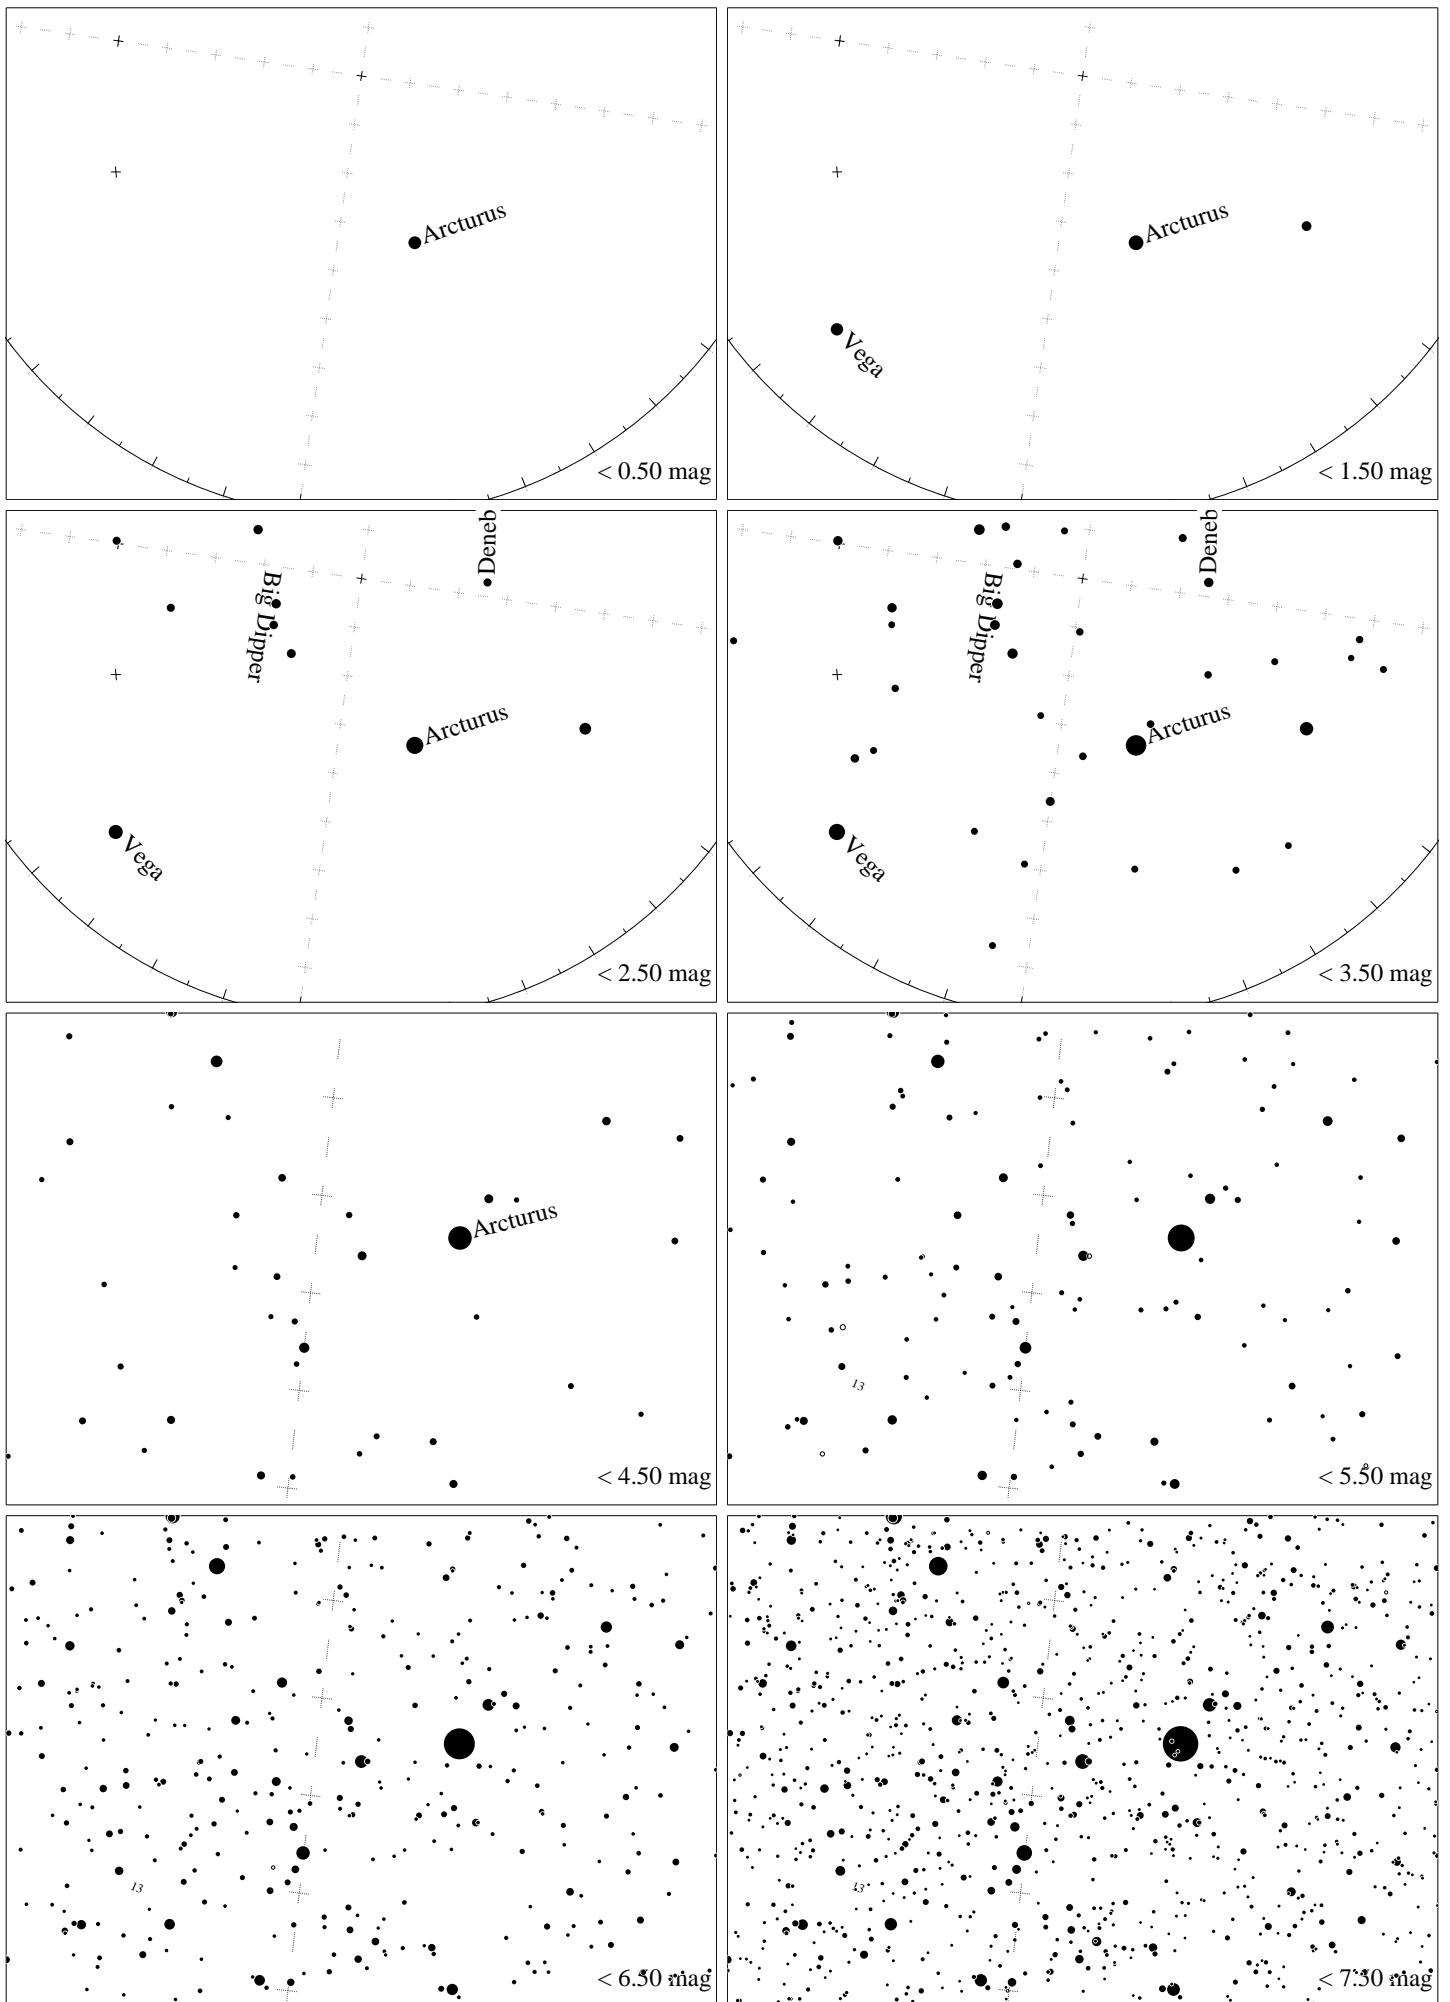 Arcturus
< 0.50 mag
Arcturus
Vega
< 1.50 mag
Deneb
Big Dipper
Arcturus
Vega
< 2.50 mag
Deneb
Big Dipper
Arcturus
Vega
< 3.50 mag
Arcturus
< 4.50 mag
13
< 5.50 mag
13
< 6.50 mag
13
< 7.50 mag